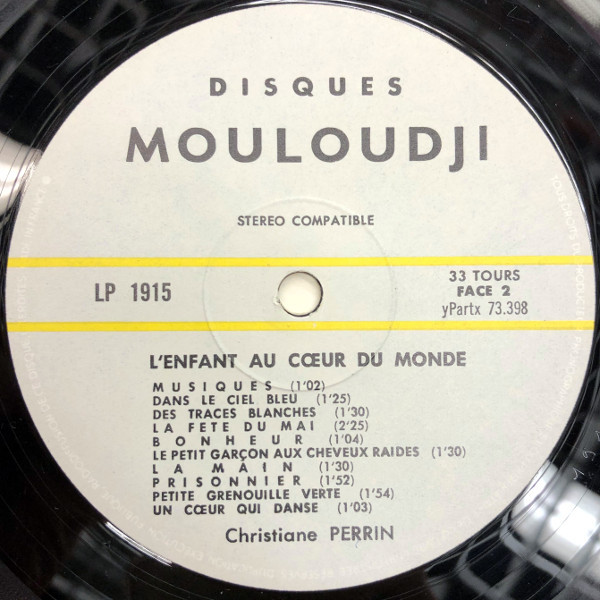 DISQUES
MOULOUDJI
STEREO COMPATIBLE
LP 1915
33 TOURS
FACE 2
yPartx 73.398
L'ENFANT AU CŒUR DU MONDE
MUSIQUES (1'02)
DANS LE CIEL BLEU (1'25)
DES TRACES BLANCHES (1'30)
LA FETE DU MAI (2'25)
BONHEUR (1'04)
LE PETIT GARÇON AUX CHEVEUX RAIDES (1'30)
LA MAIN (1'30)
PRISONNIER (1'52)
PETITE GRENOUILLE VERTE (1'54)
UN CŒUR QUI DANSE (1'03)
Christiane PERRIN